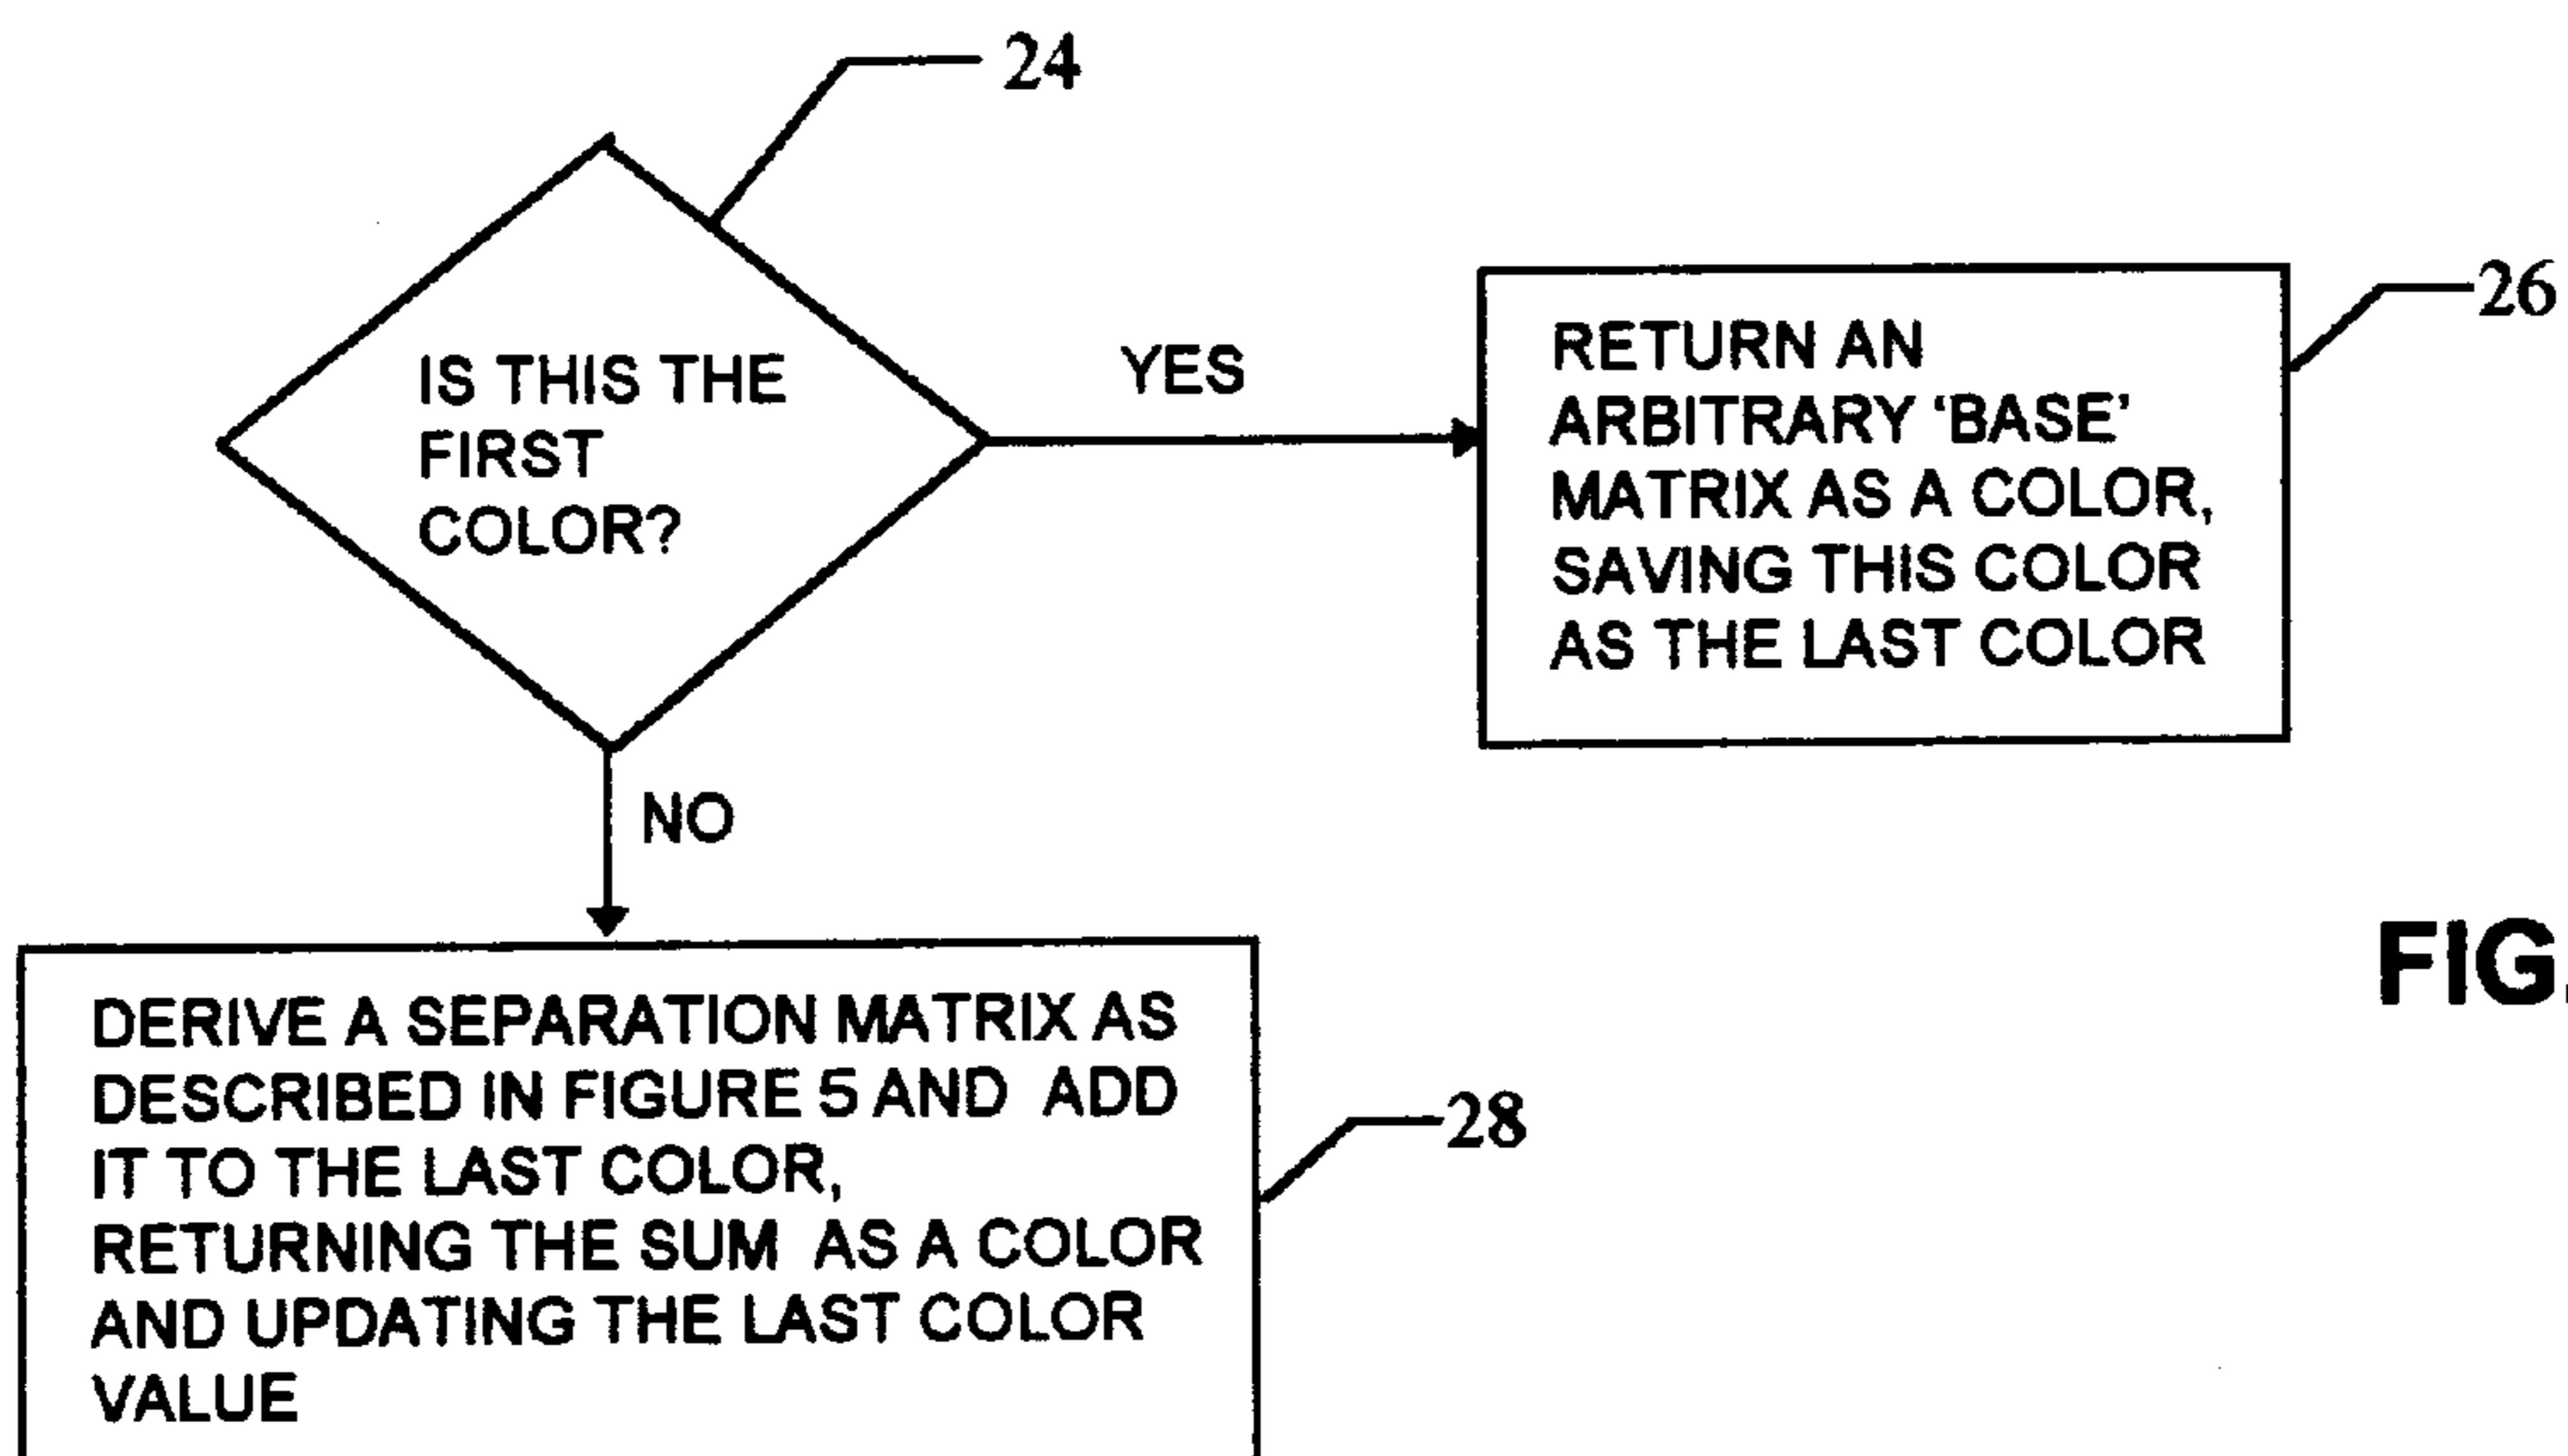 24
IS THIS THE
FIRST
COLOR?
YES
26
RETURN AN
ARBITRARY ‘BASE’
MATRIX AS A COLOR,
SAVING THIS COLOR
AS THE LAST COLOR
NO
FIG.
DERIVE A SEPARATION MATRIX AS
DESCRIBED IN FIGURE 5 AND ADD
IT TO THE LAST COLOR,
RETURNING THE SUM AS A COLOR
AND UPDATING THE LAST COLOR
VALUE
28